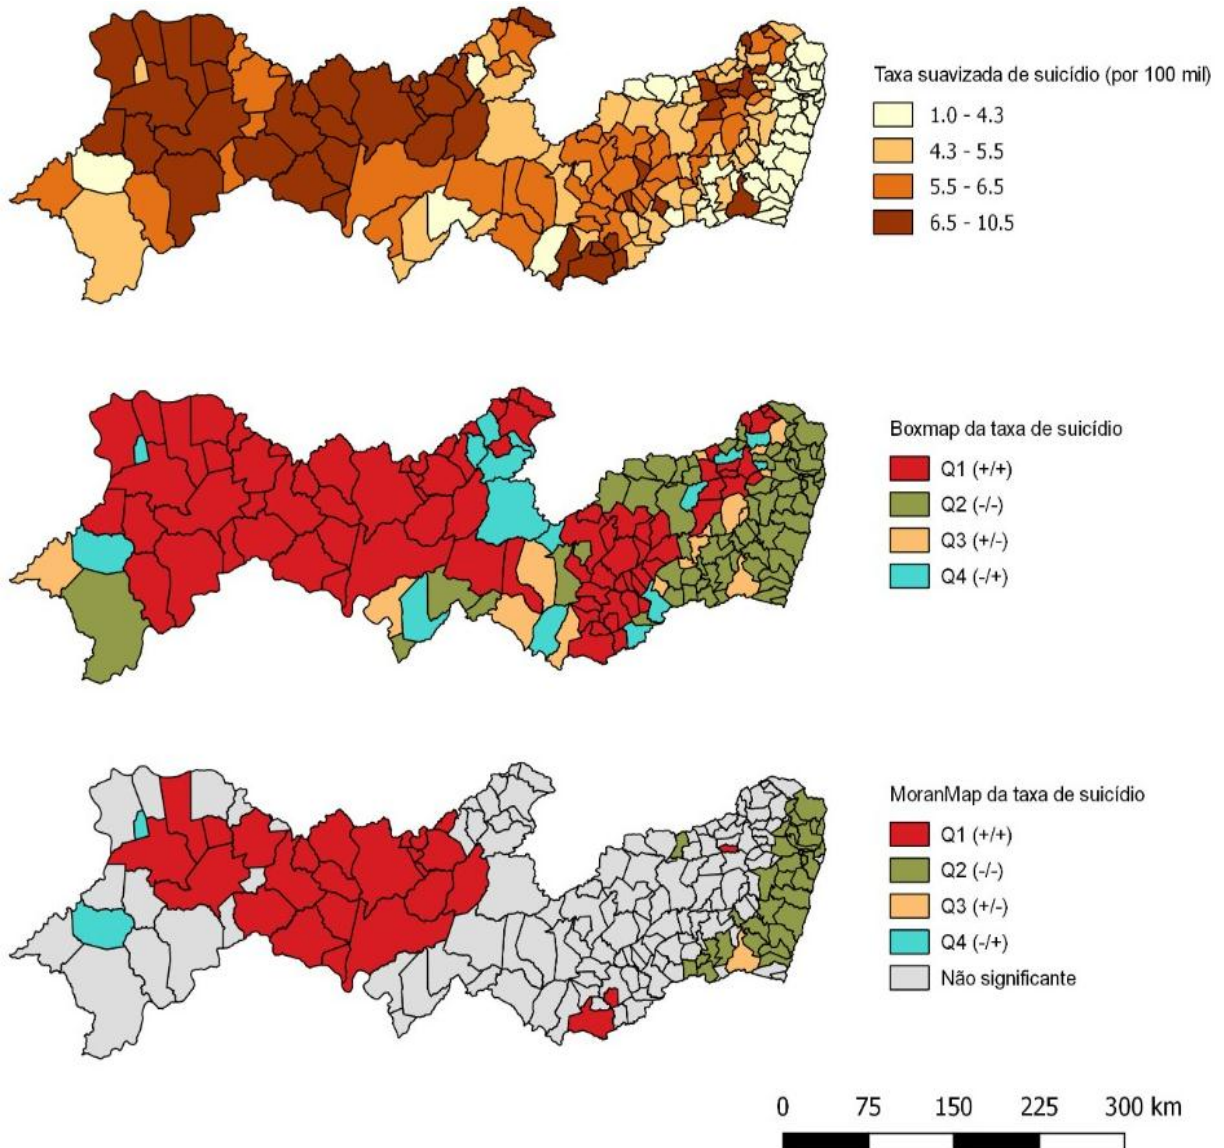 Taxa suavizada de suicídio (por 100 mil)
1.0 - 4.3
4.3 - 5.5
5.5 - 6.5
6.5 - 10.5
Boxmap da taxa de suicídio
Q1 (+/+)
Q2 (-/-)
Q3 (+/-)
Q4 (-/+)
MoranMap da taxa de suicídio
Q1 (+/+)
Q2 (-/-)
Q3 (+/-)
Q4 (-/+)
Não significante
0 75 150 225 300 km